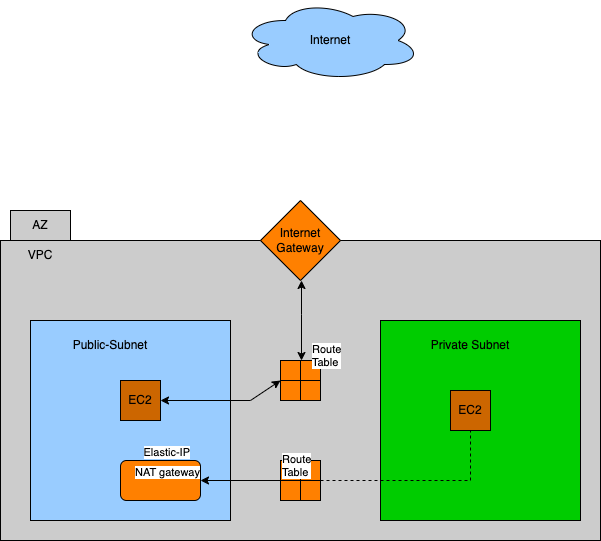 Internet
AZ
Internet
Gateway
VPC
Public-Subnet
Route
Table
Private Subnet
EC2
EC2
Elastic-IP
NAT gateway
Route
Table